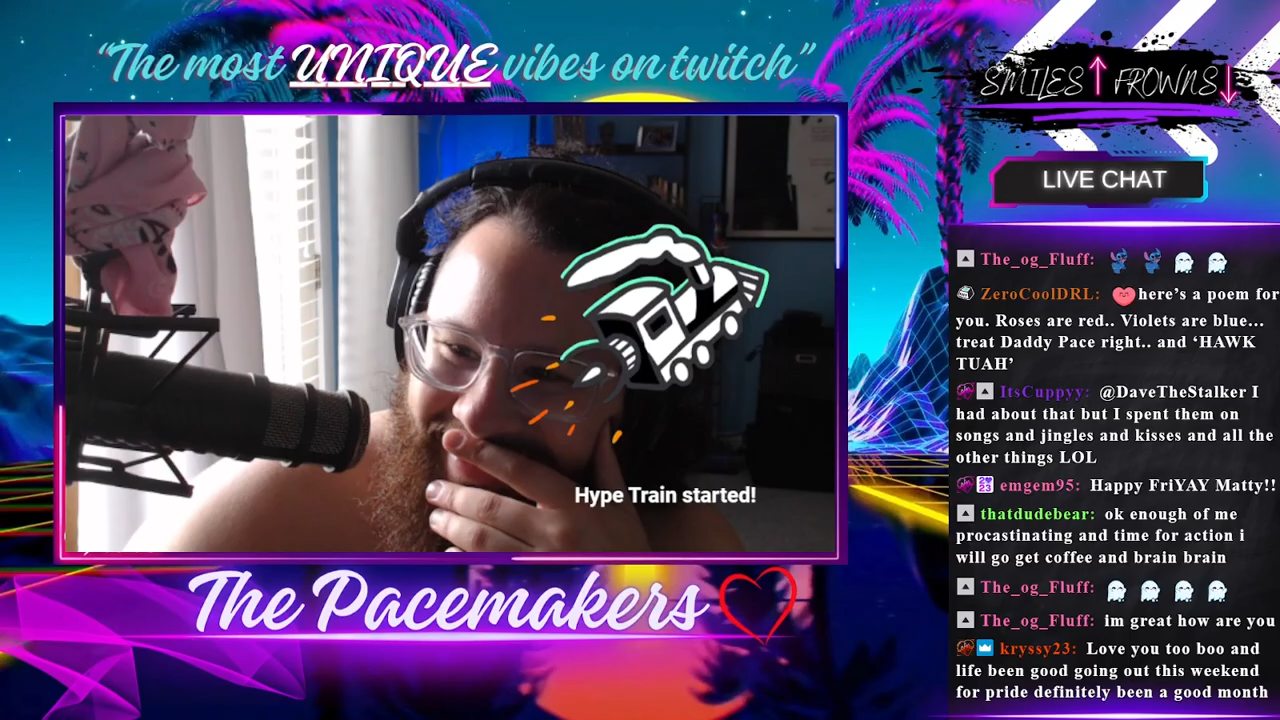 “The most UNIQUE vibes on twitch”
SMILES FROWNS
LIVE CHAT
The_og_Fluff:
ZeroCoolDRL: here’s a poem for
you. Roses are red.. Violets are blue...
treat Daddy Pace right.. and ‘HAWK
TUAH’
ItsCuppyy: @DaveTheStalker I
had about that but I spent them on
songs and jingles and kisses and all the
other things LOL
emgem95: Happy FriYAY Matty!!
thatdudebear: ok enough of me
procastinating and time for action i
will go get coffee and brain brain
The_og_Fluff:
The_og_Fluff: im great how are you
kryssy23: Love you too boo and
life been good going out this weekend
for pride definitely been a good month
Hype Train started!
The Pacemakers